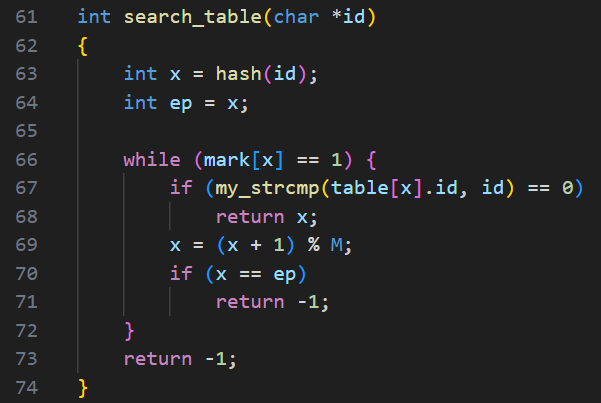 61 int search_table(char *id)
62 {
63     int x = hash(id);
64     int ep = x;
65
66     while (mark[x] == 1) {
67         if (my_strcmp(table[x].id, id) == 0)
68             return x;
69         x = (x + 1) % M;
70         if (x == ep)
71             return -1;
72     }
73     return -1;
74 }